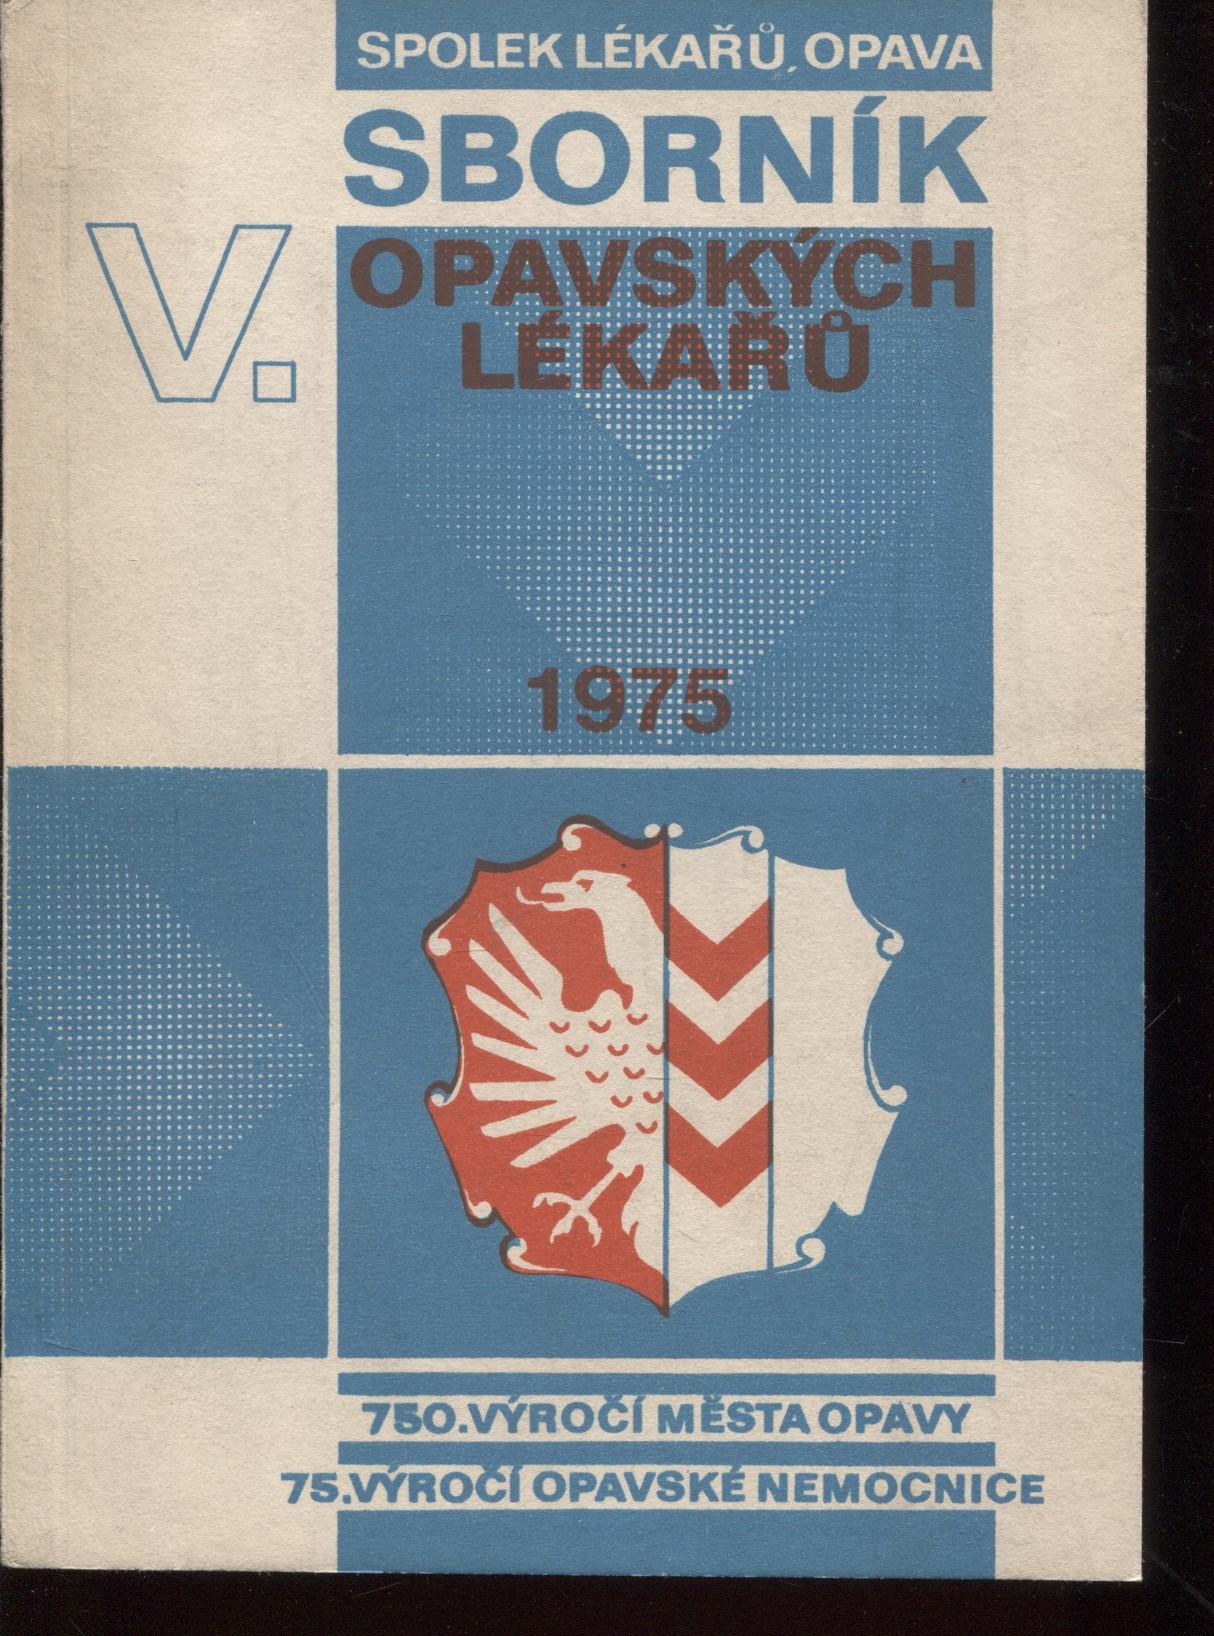 SPOLEK LÉKAŘŮ, OPAVA
SBORNÍK
V.
OPAVSKÝCH
LÉKAŘŮ
1975
750.VÝROČÍ MĚSTA OPAVY
75.VÝROČÍ OPAVSKÉ NEMOCNICE